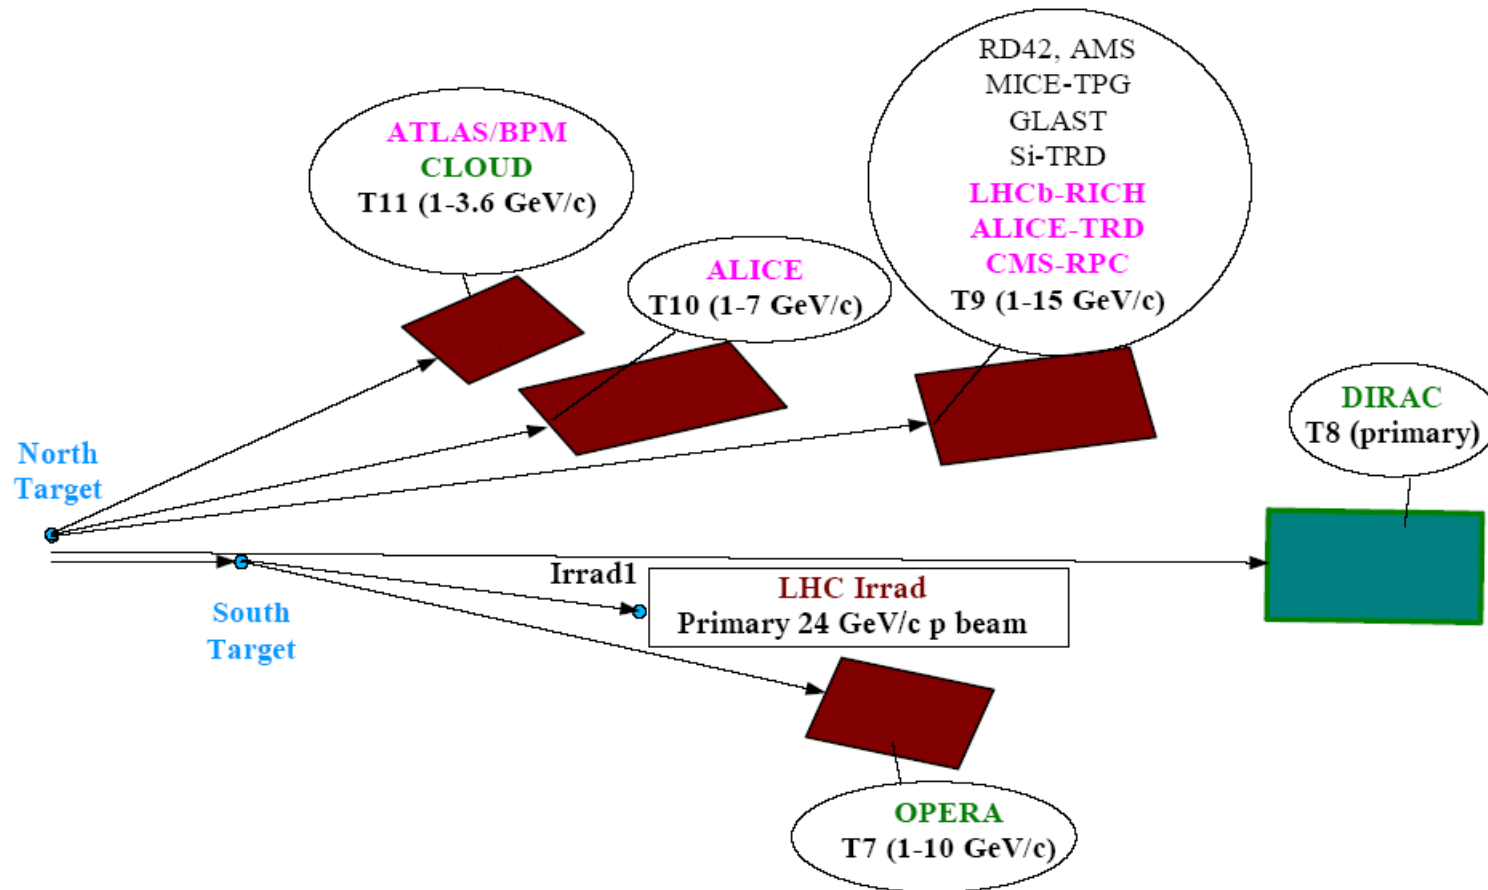 RD42, AMS
MICE-TPG
GLAST
Si-TRD
LHCb-RICH
ALICE-TRD
CMS-RPC
T9 (1-15 GeV/c)
ATLAS/BPM
CLOUD
T11 (1-3.6 GeV/c)
ALICE
T10 (1-7 GeV/c)
DIRAC
T8 (primary)
North
Target
Irrad1
LHC Irrad
Primary 24 GeV/c p beam
South
Target
OPERA
T7 (1-10 GeV/c)